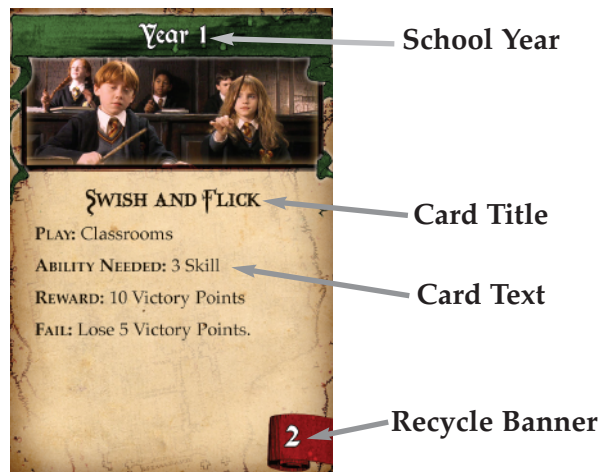 Year 1
School Year
Swish and Flick
Card Title
Play: Classrooms
Ability Needed: 3 Skill
Card Text
Reward: 10 Victory Points
Fail: Lose 5 Victory Points.
2
Recycle Banner